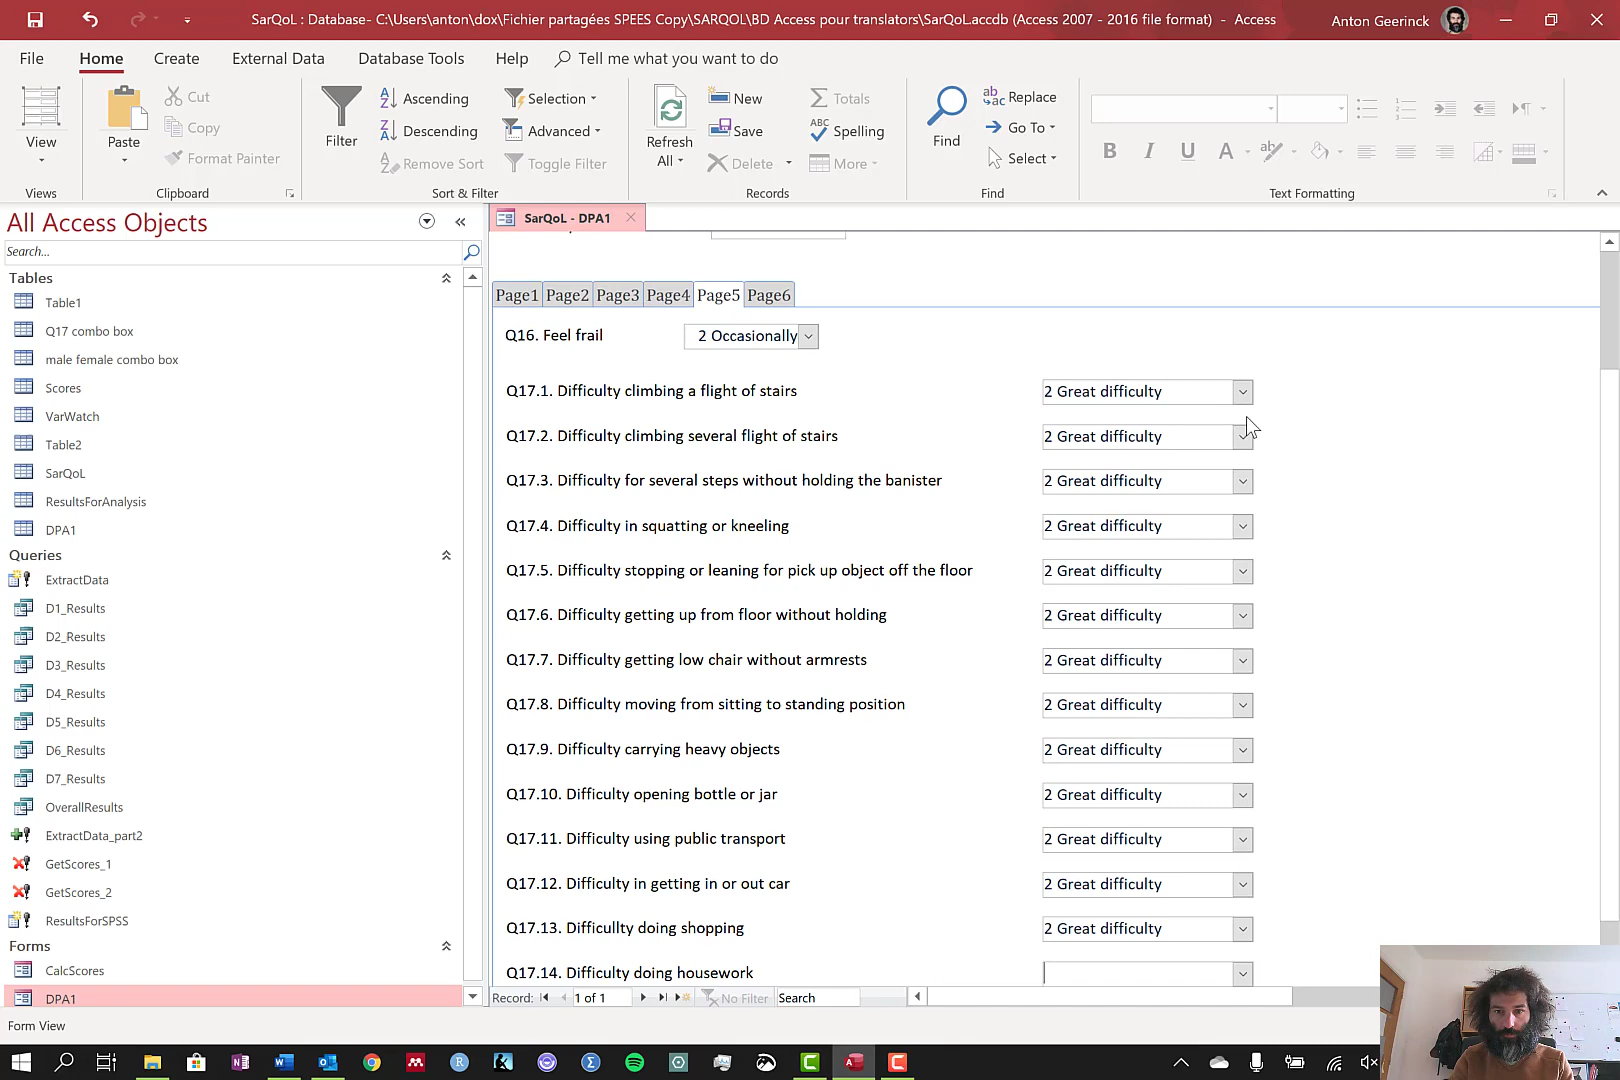 SarQoL : Database- C:\Users\anton\dox\Fichier partagées SPEES Copy\SARQOL\BD Access pour translators\SarQoL.accdb (Access 2007 - 2016 file format) - Access
Anton Geerinck
File Home Create External Data Database Tools Help Tell me what you want to do
View
Views
Paste
Cut
Copy
Format Painter
Clipboard
Filter
Ascending
Descending
Remove Sort
Selection
Advanced
Toggle Filter
Sort & Filter
Refresh
All
New
Save
Delete
Totals
Spelling
More
Records
Find
Replace
Go To
Select
Find
B I U A
Text Formatting
All Access Objects
Search...
Tables
Table1
Q17 combo box
male female combo box
Scores
VarWatch
Table2
SarQoL
ResultsForAnalysis
DPA1
Queries
ExtractData
D1_Results
D2_Results
D3_Results
D4_Results
D5_Results
D6_Results
D7_Results
OverallResults
ExtractData_part2
GetScores_1
GetScores_2
ResultsForSPSS
Forms
CalcScores
DPA1
SarQoL - DPA1
Page1 Page2 Page3 Page4 Page5 Page6
Q16. Feel frail 2 Occasionally
Q17.1. Difficulty climbing a flight of stairs 2 Great difficulty
Q17.2. Difficulty climbing several flight of stairs 2 Great difficulty
Q17.3. Difficulty for several steps without holding the banister 2 Great difficulty
Q17.4. Difficulty in squatting or kneeling 2 Great difficulty
Q17.5. Difficulty stopping or leaning for pick up object off the floor 2 Great difficulty
Q17.6. Difficulty getting up from floor without holding 2 Great difficulty
Q17.7. Difficulty getting low chair without armrests 2 Great difficulty
Q17.8. Difficulty moving from sitting to standing position 2 Great difficulty
Q17.9. Difficulty carrying heavy objects 2 Great difficulty
Q17.10. Difficulty opening bottle or jar 2 Great difficulty
Q17.11. Difficulty using public transport 2 Great difficulty
Q17.12. Difficulty in getting in or out car 2 Great difficulty
Q17.13. Difficullty doing shopping 2 Great difficulty
Q17.14. Difficulty doing housework
Record: 1 of 1 No Filter Search
Form View